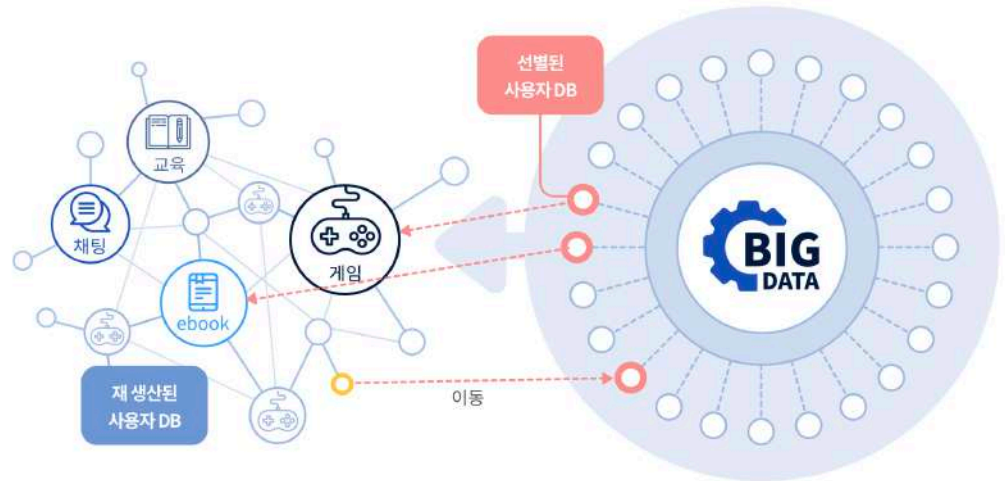 선별된
사용자 DB
교육
채팅
게임
ebook
BIG
DATA
재 생산된
사용자 DB
이동